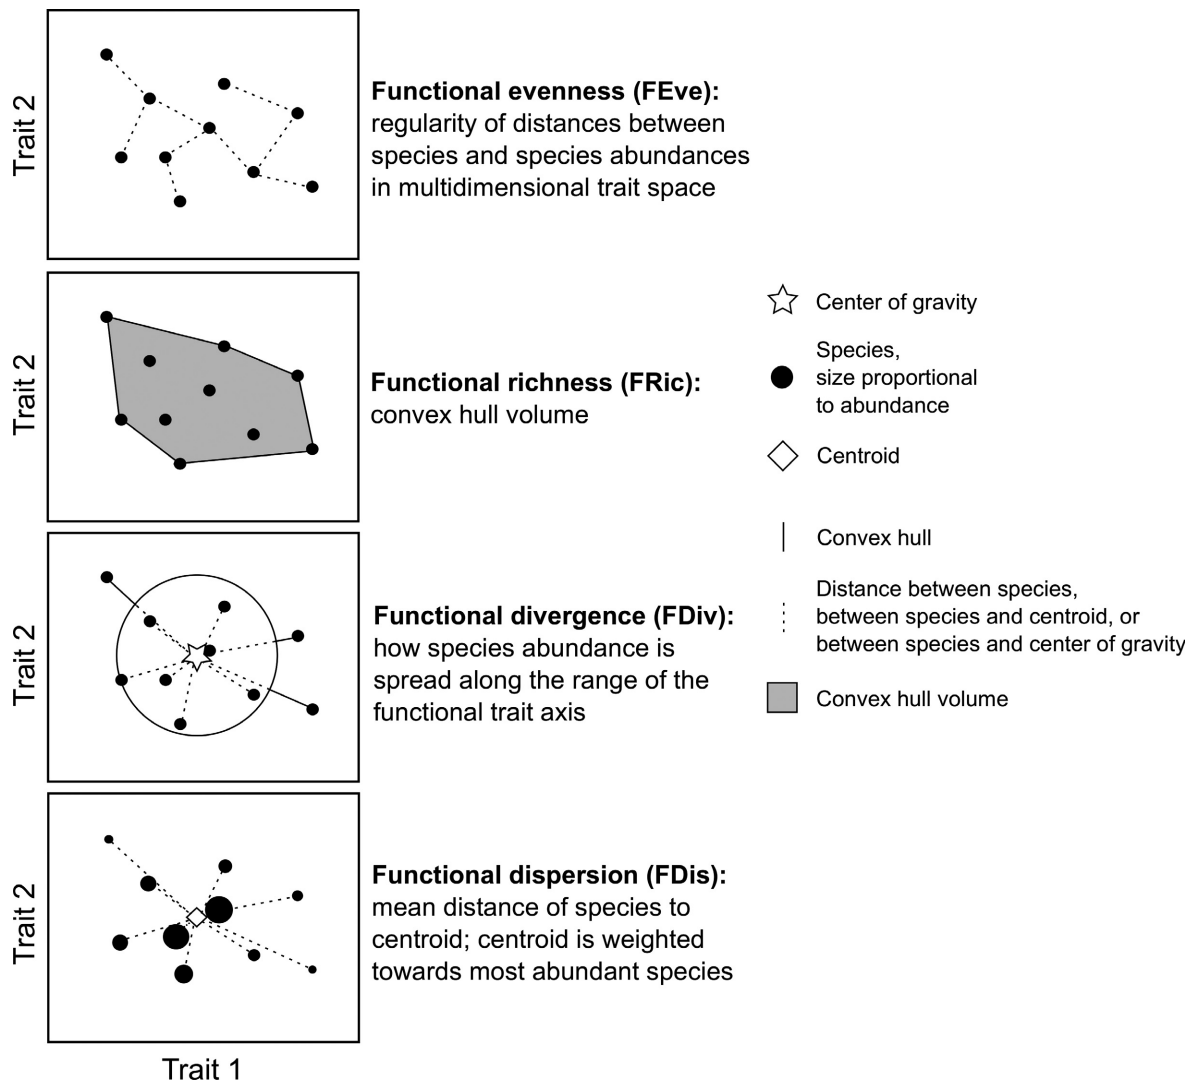 Trait 2
Functional evenness (FEve):
regularity of distances between
species and species abundances
in multidimensional trait space
Trait 2
Functional richness (FRic):
convex hull volume
Center of gravity
Species,
size proportional
to abundance
Centroid
Convex hull
Distance between species,
between species and centroid, or
between species and center of gravity
Convex hull volume
Trait 2
Functional divergence (FDiv):
how species abundance is
spread along the range of the
functional trait axis
Trait 2
Functional dispersion (FDis):
mean distance of species to
centroid; centroid is weighted
towards most abundant species
Trait 1